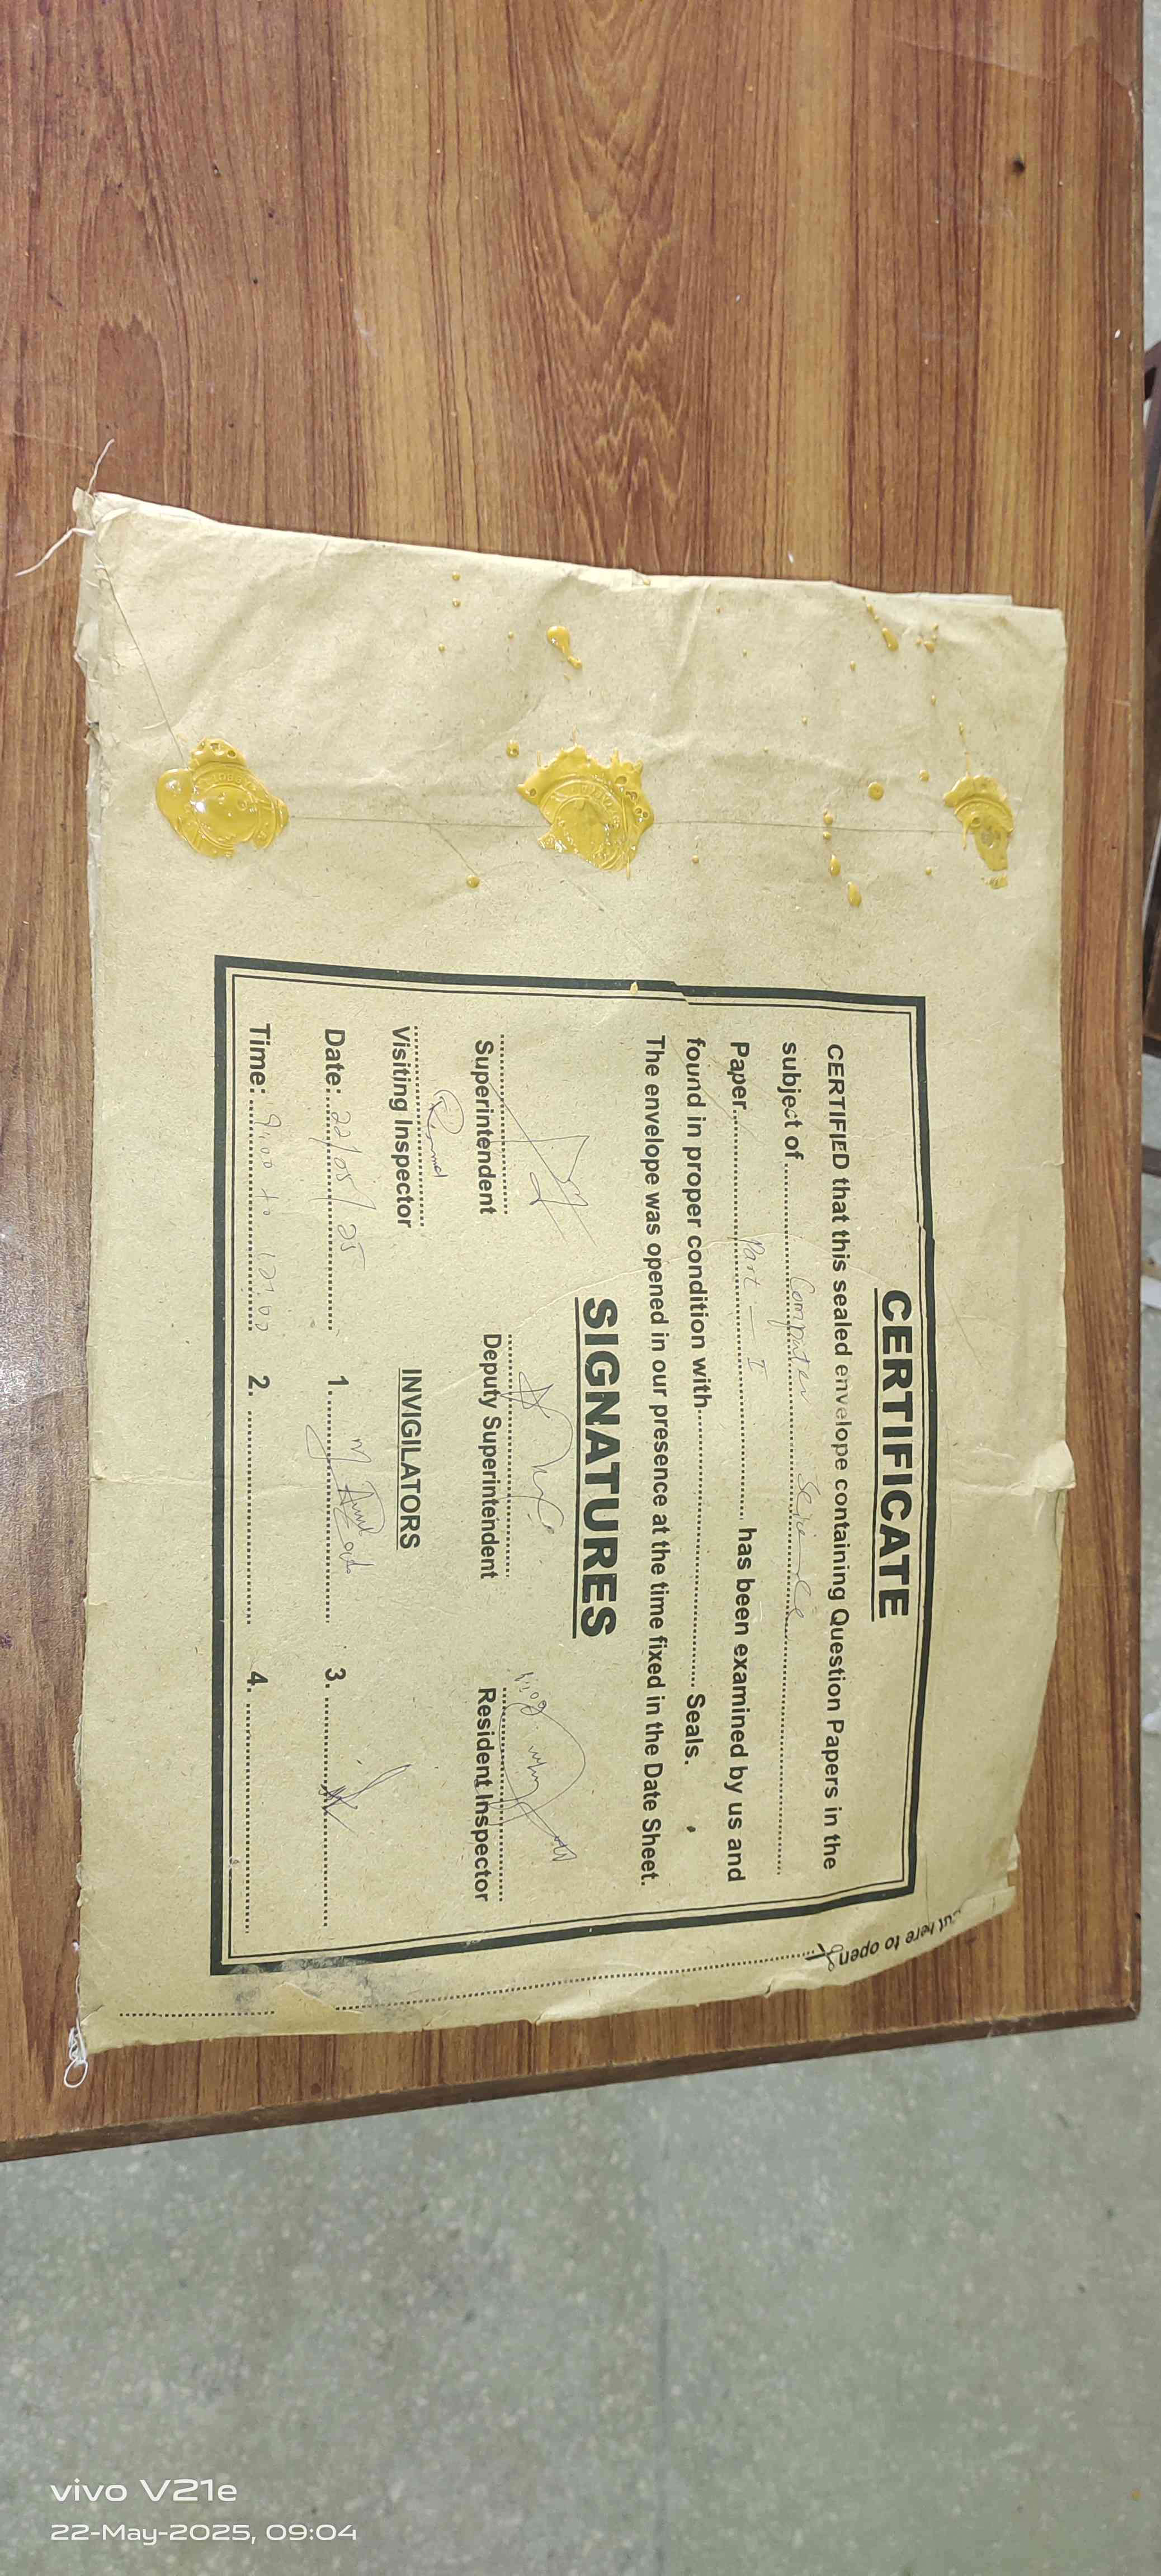 CERTIFICATE
CERTIFIED that this sealed envelope containing Question Papers in the
subject of Computer Science
Paper Part - I has been examined by us and
found in proper condition with Seals.
The envelope was opened in our presence at the time fixed in the Date Sheet.
SIGNATURES
Superintendent Deputy Superintendent Resident Inspector
Visiting Inspector INVIGILATORS
Date: 22/05/25 1. 3.
Time: 9:00 to 12:00 2. 4.
here to open
vivo V21e
22-May-2025, 09:04